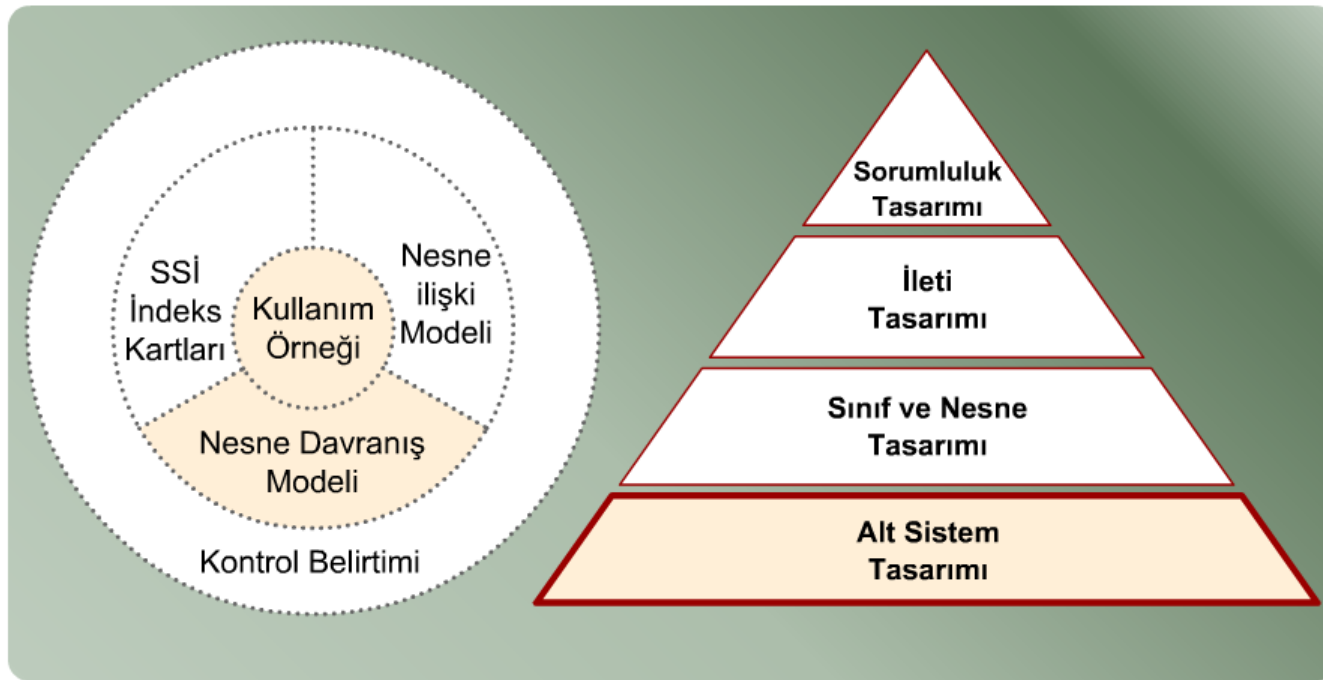 SSİ
İndeks
Kartları
Kullanım
Örneği
Nesne
ilişki
Modeli
Nesne Davranış
Modeli
Kontrol Belirtimi
Sorumluluk
Tasarımı
İleti
Tasarımı
Sınıf ve Nesne
Tasarımı
Alt Sistem
Tasarımı